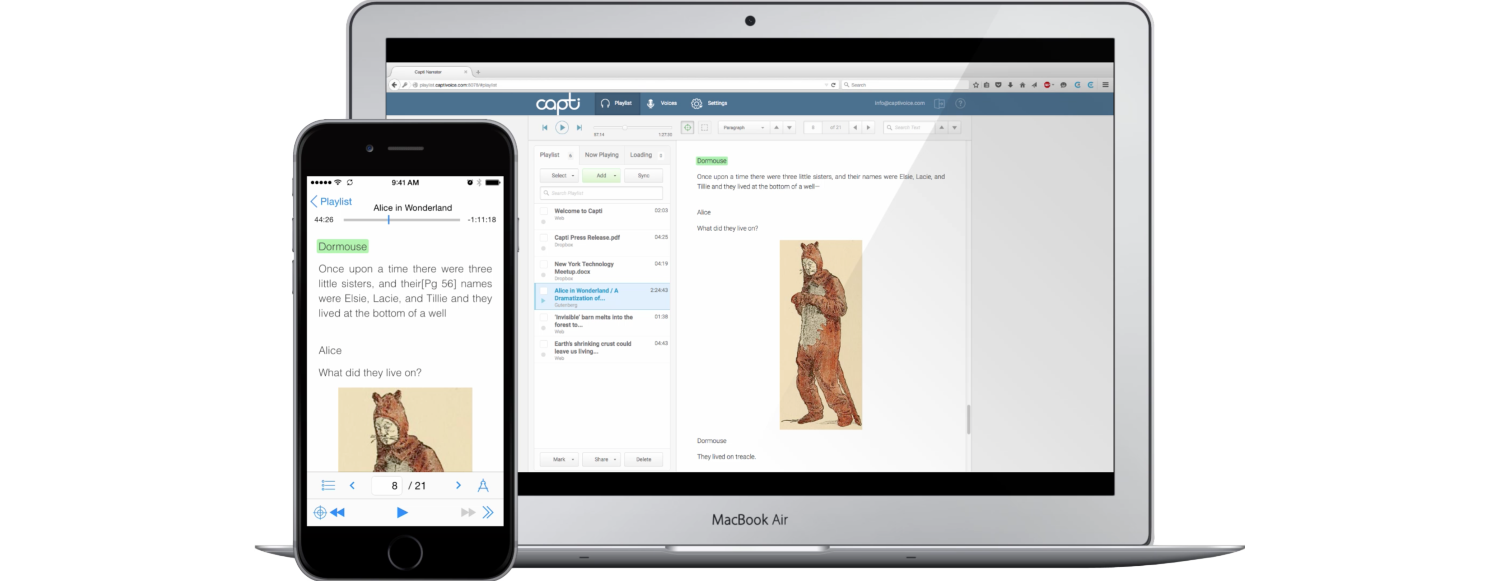 9:41 AM
Playlist
Alice in Wonderland
44:26
-1:11:18
Dormouse
Once upon a time there were three
little sisters, and their[Pg 56] names
were Elsie, Lacie, and Tillie and they
lived at the bottom of a well
Alice
What did they live on?
8 / 21
Capti Narrator
playlist.captivoice.com
Search
capti
Playlist
Voices
Settings
info@captivoice.com
07:14
1:27:20
Paragraph
8 of 21
Search Text
Playlist
Now Playing
Loading
Select
Add
Sync
Search Playlist
Welcome to Capti
03:03
Web
Capti Press Release.pdf
04:25
Dropbox
New York Technology
04:19
Meetup.docx
Dropbox
Alice in Wonderland / A
2:24:43
Dramatization of...
Gutenberg
'Invisible' barn melts into the
01:38
forest to...
Web
Earth's shrinking crust could
04:43
leave us living...
Web
Mark
Share
Delete
Dormouse
Once upon a time there were three little sisters, and their names were Elsie, Lacie, and
Tillie and they lived at the bottom of a well—
Alice
What did they live on?
Dormouse
They lived on treacle.
MacBook Air